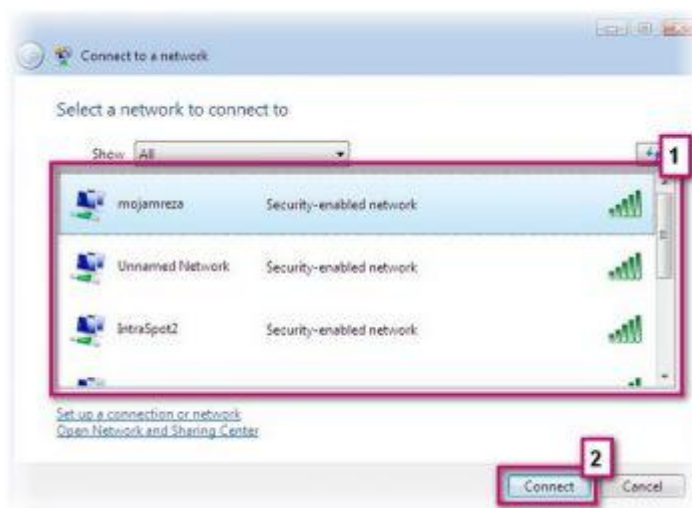 Connect to a network
Select a network to connect to
Show All
1
mojamreza Security-enabled network
Unnamed Network Security-enabled network
IntraSpot2 Security-enabled network
Set up a connection or network
Open Network and Sharing Center
2
Connect Cancel